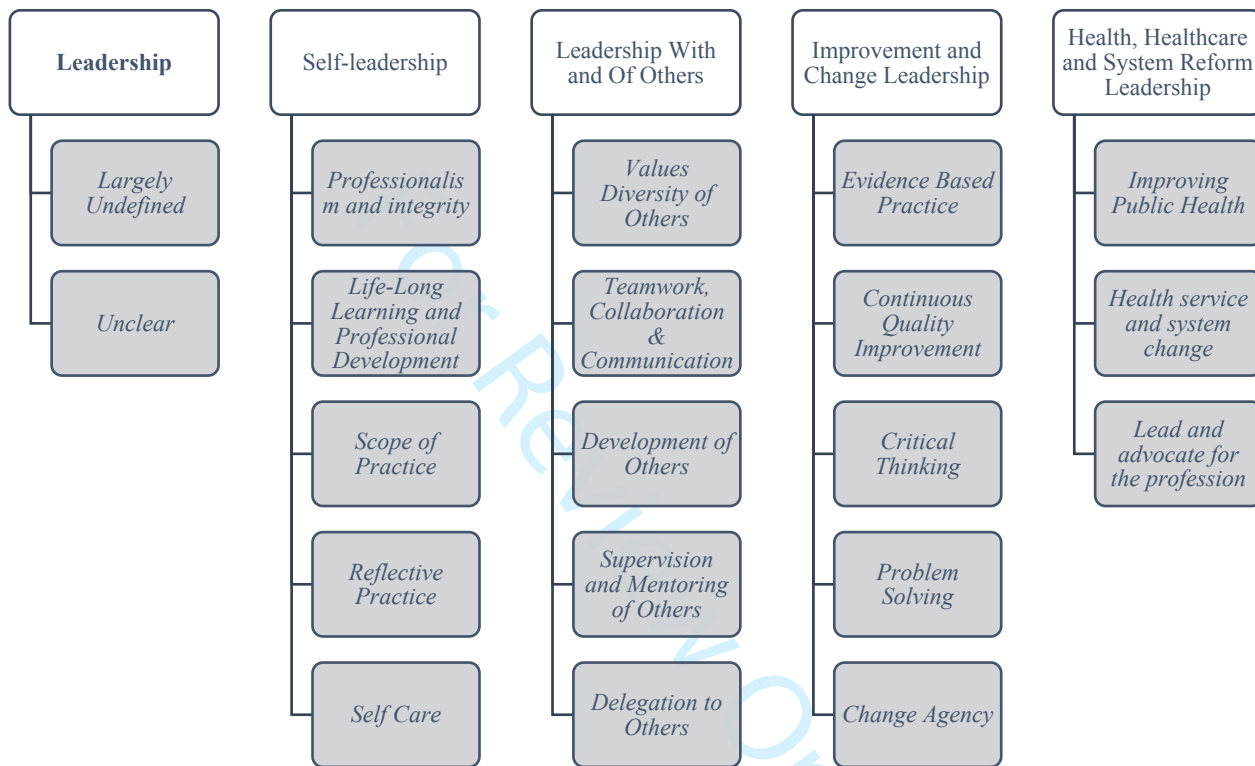 Leadership
Largely
Undefined
Unclear
Self-leadership
Professionalis
m and integrity
Life-Long
Learning and
Professional
Development
Scope of
Practice
Reflective
Practice
Self Care
Leadership With
and Of Others
Values
Diversity of
Others
Teamwork,
Collaboration
&
Communication
Development of
Others
Supervision
and Mentoring
of Others
Delegation to
Others
Improvement and
Change Leadership
Evidence Based
Practice
Continuous
Quality
Improvement
Critical
Thinking
Problem
Solving
Change Agency
Health, Healthcare
and System Reform
Leadership
Improving
Public Health
Health service
and system
change
Lead and
advocate for
the profession